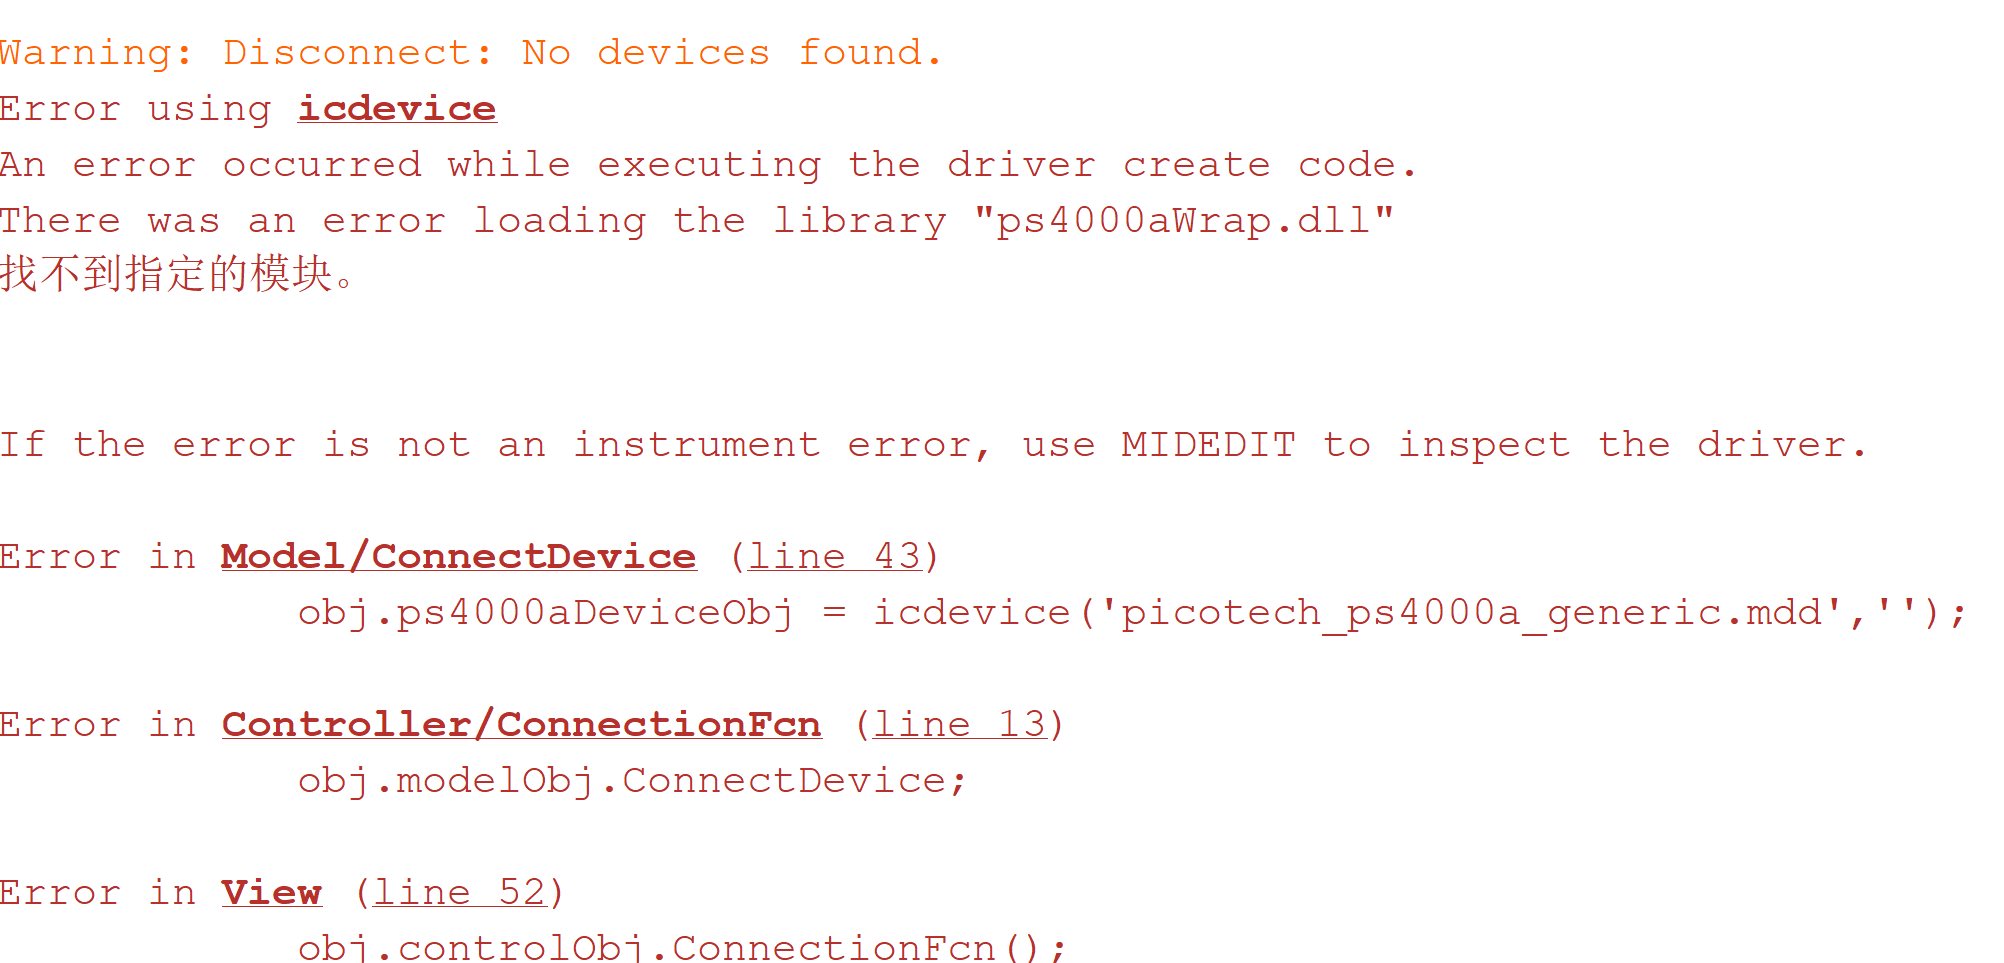 Warning: Disconnect: No devices found.
Error using icdevice
An error occurred while executing the driver create code.
There was an error loading the library "ps4000aWrap.dll"
找不到指定的模块。
If the error is not an instrument error, use MIDEDIT to inspect the driver.
Error in Model/ConnectDevice (line 43)
obj.ps4000aDeviceObj = icdevice('picotech_ps4000a_generic.mdd','');
Error in Controller/ConnectionFcn (line 13)
obj.modelObj.ConnectDevice;
Error in View (line 52)
obj.controlObj.ConnectionFcn();